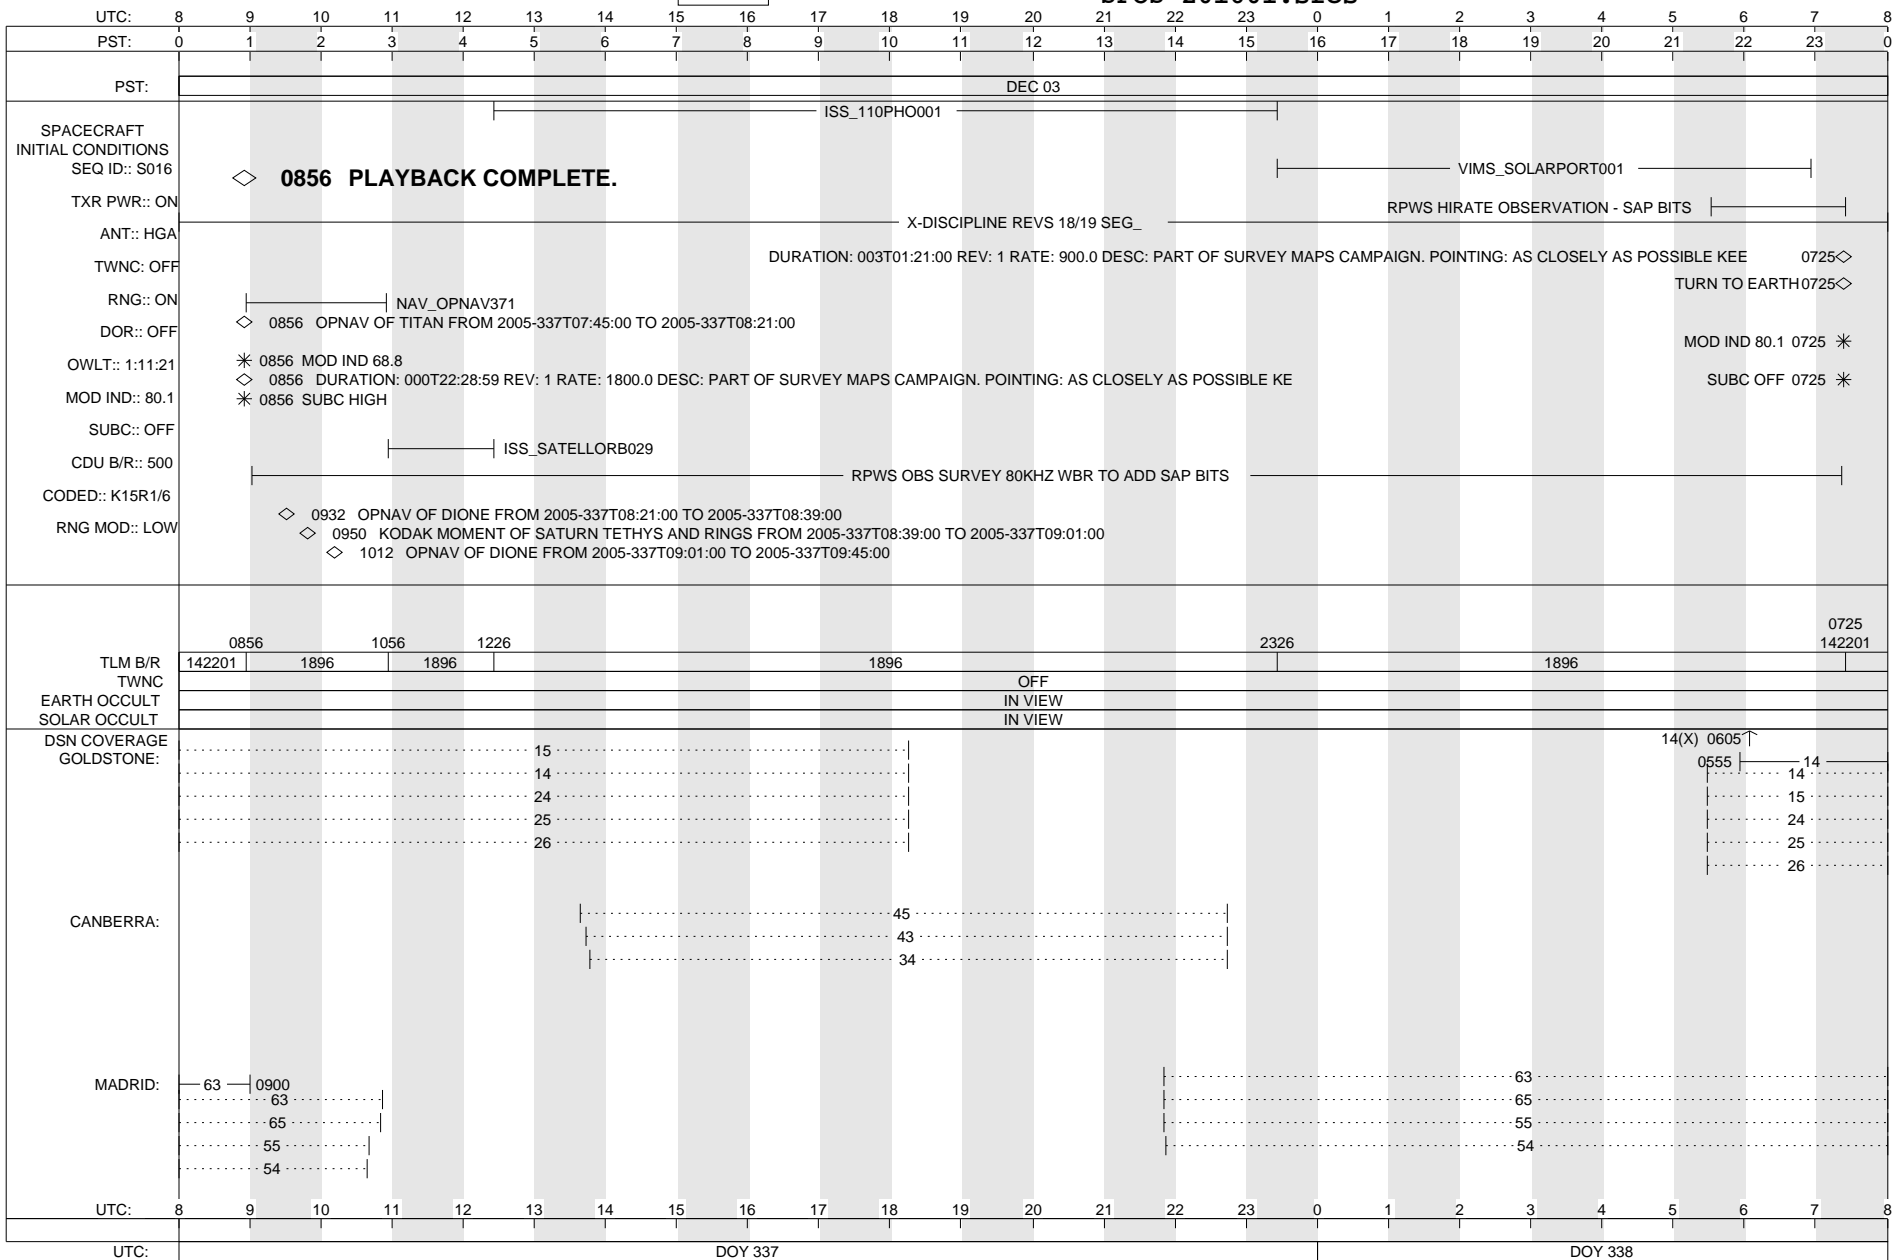 UTC: 8 9 10 11 12 13 14 15 16 17 18 19 20 21 22 23 0 1 2 3 4 5 6 7 8
PST: 0 1 2 3 4 5 6 7 8 9 10 11 12 13 14 15 16 17 18 19 20 21 22 23 0
PST: DEC 03
ISS_110PHO001
SPACECRAFT
INITIAL CONDITIONS
SEQ ID:: S016
0856 PLAYBACK COMPLETE.
VIMS_SOLARPORT001
TXR PWR:: ON
RPWS HIRATE OBSERVATION - SAP BITS
X-DISCIPLINE REVS 18/19 SEG_
ANT:: HGA
DURATION: 003T01:21:00 REV: 1 RATE: 900.0 DESC: PART OF SURVEY MAPS CAMPAIGN. POINTING: AS CLOSELY AS POSSIBLE KEE 0725
TWNC: OFF
TURN TO EARTH 0725
RNG:: ON
NAV_OPNAV371
0856 OPNAV OF TITAN FROM 2005-337T07:45:00 TO 2005-337T08:21:00
DOR:: OFF
MOD IND 80.1 0725
OWLT:: 1:11:21
0856 MOD IND 68.8
0856 DURATION: 000T22:28:59 REV: 1 RATE: 1800.0 DESC: PART OF SURVEY MAPS CAMPAIGN. POINTING: AS CLOSELY AS POSSIBLE KE
SUBC OFF 0725
MOD IND:: 80.1
0856 SUBC HIGH
SUBC:: OFF
ISS_SATELLORB029
CDU B/R:: 500
RPWS OBS SURVEY 80KHZ WBR TO ADD SAP BITS
CODED:: K15R1/6
0932 OPNAV OF DIONE FROM 2005-337T08:21:00 TO 2005-337T08:39:00
RNG MOD:: LOW
0950 KODAK MOMENT OF SATURN TETHYS AND RINGS FROM 2005-337T08:39:00 TO 2005-337T09:01:00
1012 OPNAV OF DIONE FROM 2005-337T09:01:00 TO 2005-337T09:45:00
0725
0856 1056 1226 2326 142201
TLM B/R 142201 1896 1896 1896 1896
TWNC OFF
EARTH OCCULT IN VIEW
SOLAR OCCULT IN VIEW
DSN COVERAGE
GOLDSTONE:
14(X) 0605
15 0555 14
14 14
24 15
25 24
26 25
26
CANBERRA:
45
43
34
MADRID:
63 0900 63
63 65
65 55
55 54
54
UTC: 8 9 10 11 12 13 14 15 16 17 18 19 20 21 22 23 0 1 2 3 4 5 6 7 8
UTC: DOY 337 DOY 338